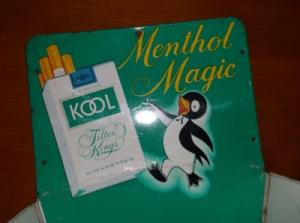 Menthol
Magic
KOOL
Filter
Kings
CIGARETTES